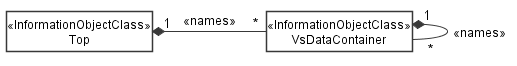 «InformationObjectClass»
Top
1
«names»
*
«InformationObjectClass»
VsDataContainer
1
*
«names»